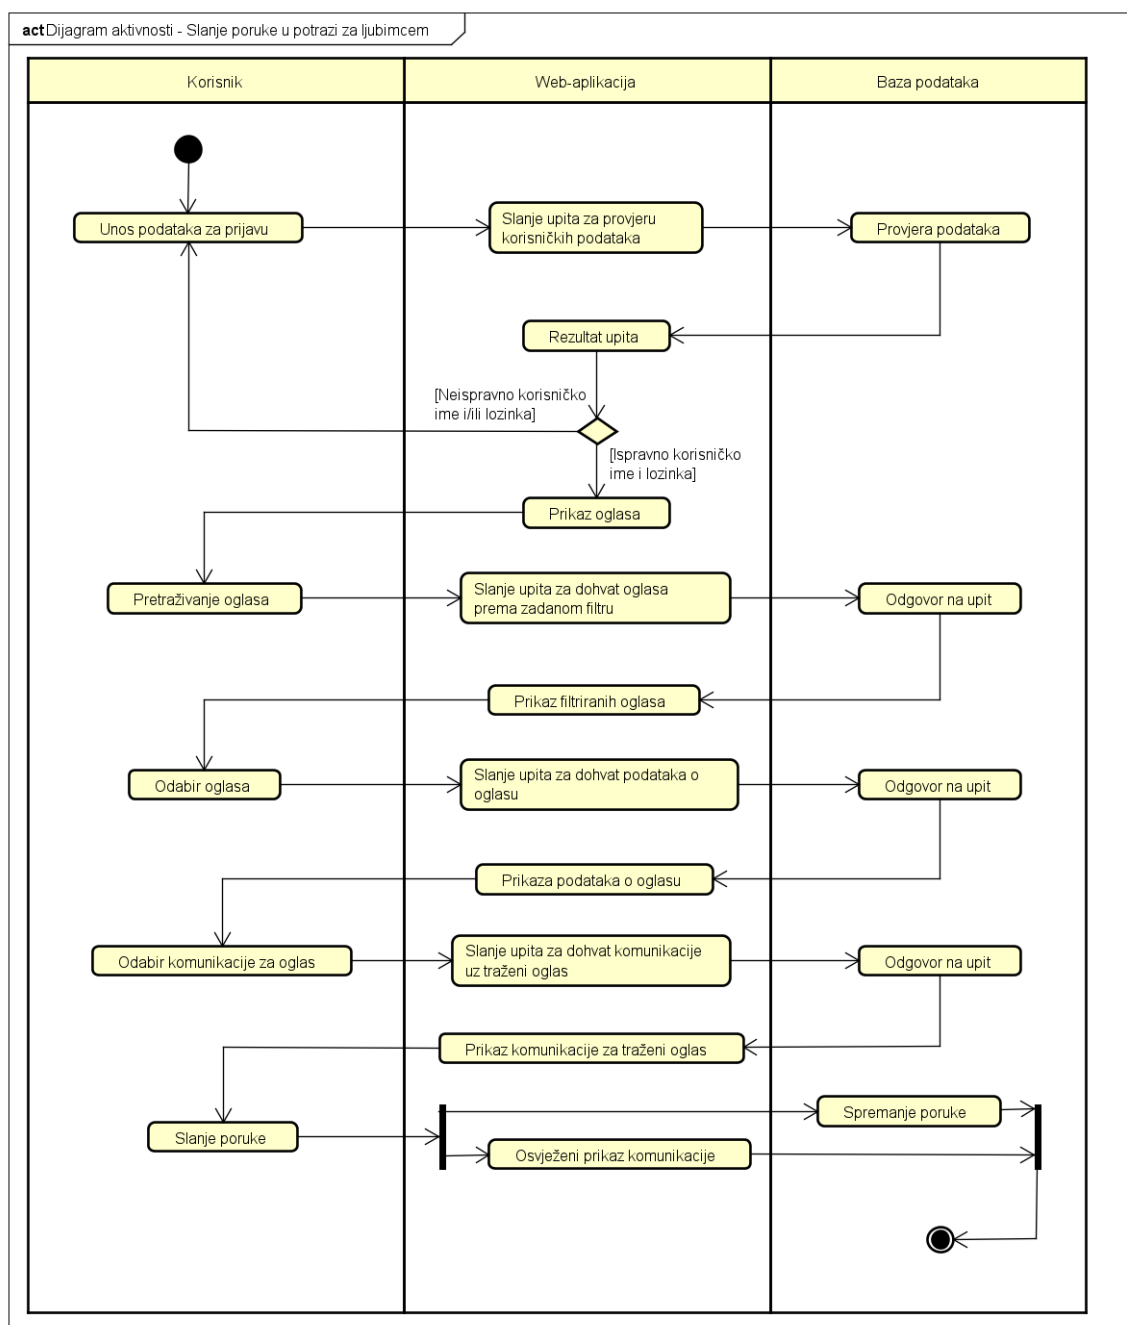 act Dijagram aktivnosti - Slanje poruke u potrazi za ljubimcem
Korisnik
Web-aplikacija
Baza podataka
Unos podataka za prijavu
Slanje upita za provjeru
korisničkih podataka
Provjera podataka
Rezultat upita
[Neispravno korisničko
ime i/ili lozinka]
[Ispravno korisničko
ime i lozinka]
Prikaz oglasa
Pretraživanje oglasa
Slanje upita za dohvat oglasa
prema zadanom filtru
Odgovor na upit
Prikaz filtriranih oglasa
Odabir oglasa
Slanje upita za dohvat podataka o
oglasu
Odgovor na upit
Prikaza podataka o oglasu
Odabir komunikacije za oglas
Slanje upita za dohvat komunikacije
uz traženi oglas
Odgovor na upit
Prikaz komunikacije za traženi oglas
Spremanje poruke
Slanje poruke
Osvježeni prikaz komunikacije